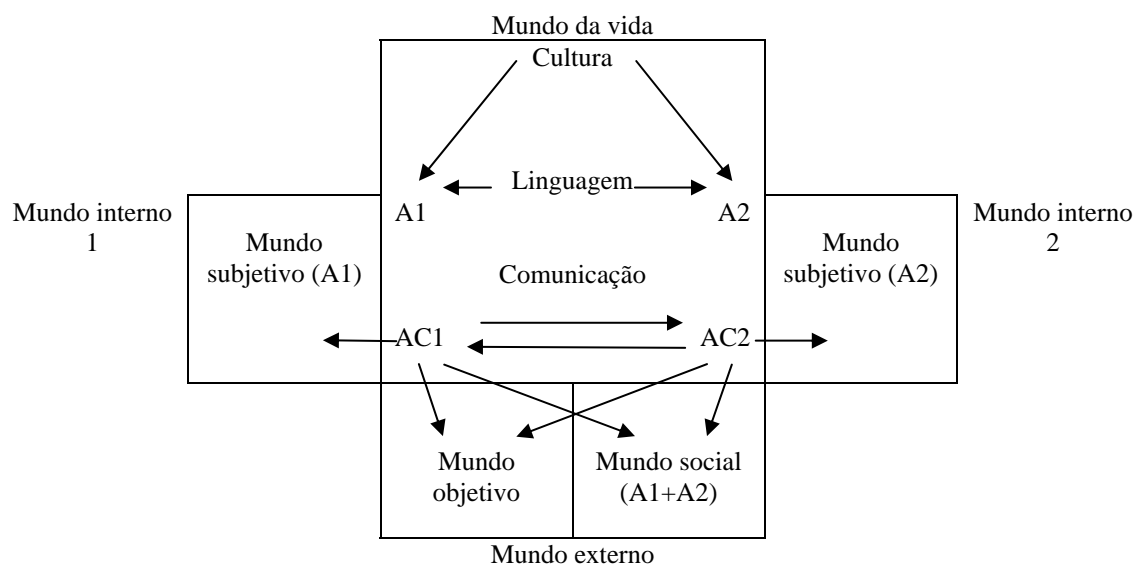 Mundo da vida
Cultura
Linguagem
A1
A2
Mundo interno
1
Mundo interno
2
Mundo
subjetivo (A1)
Mundo
subjetivo (A2)
Comunicação
AC1
AC2
Mundo
objetivo
Mundo social
(A1+A2)
Mundo externo